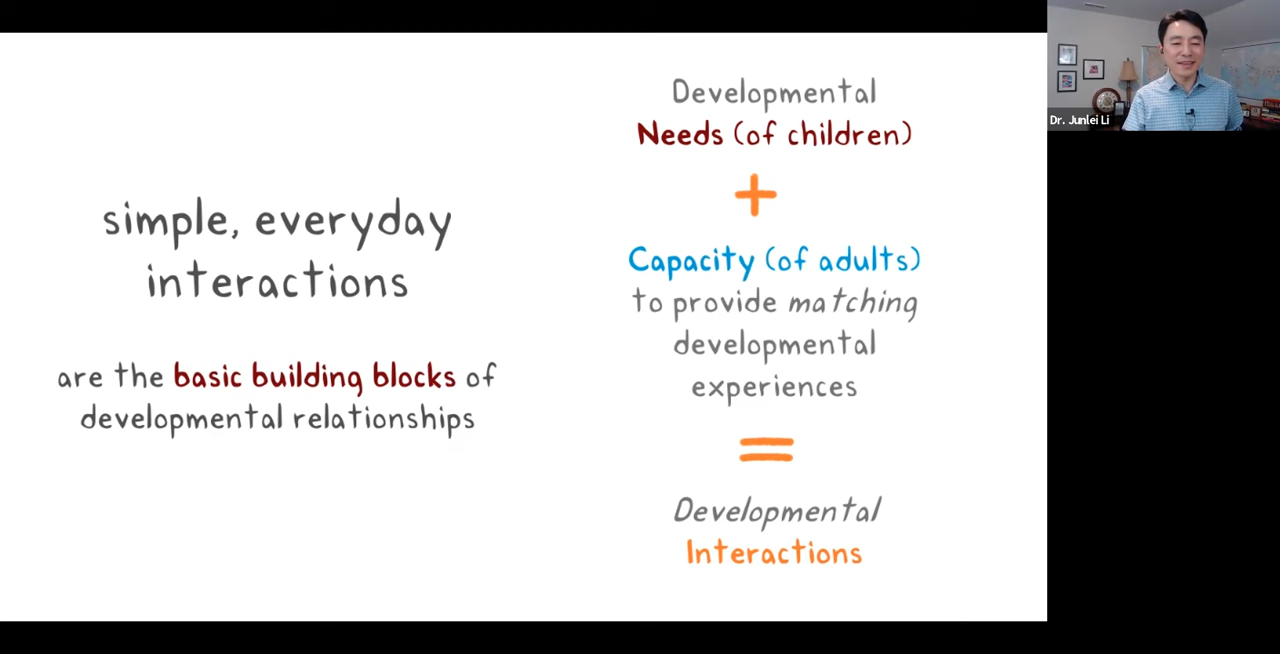 simple, everyday
interactions
are the basic building blocks of
developmental relationships
Developmental
Needs (of children)
+
Capacity (of adults)
to provide matching
developmental
experiences
=
Developmental
Interactions
Dr. Junlei Li